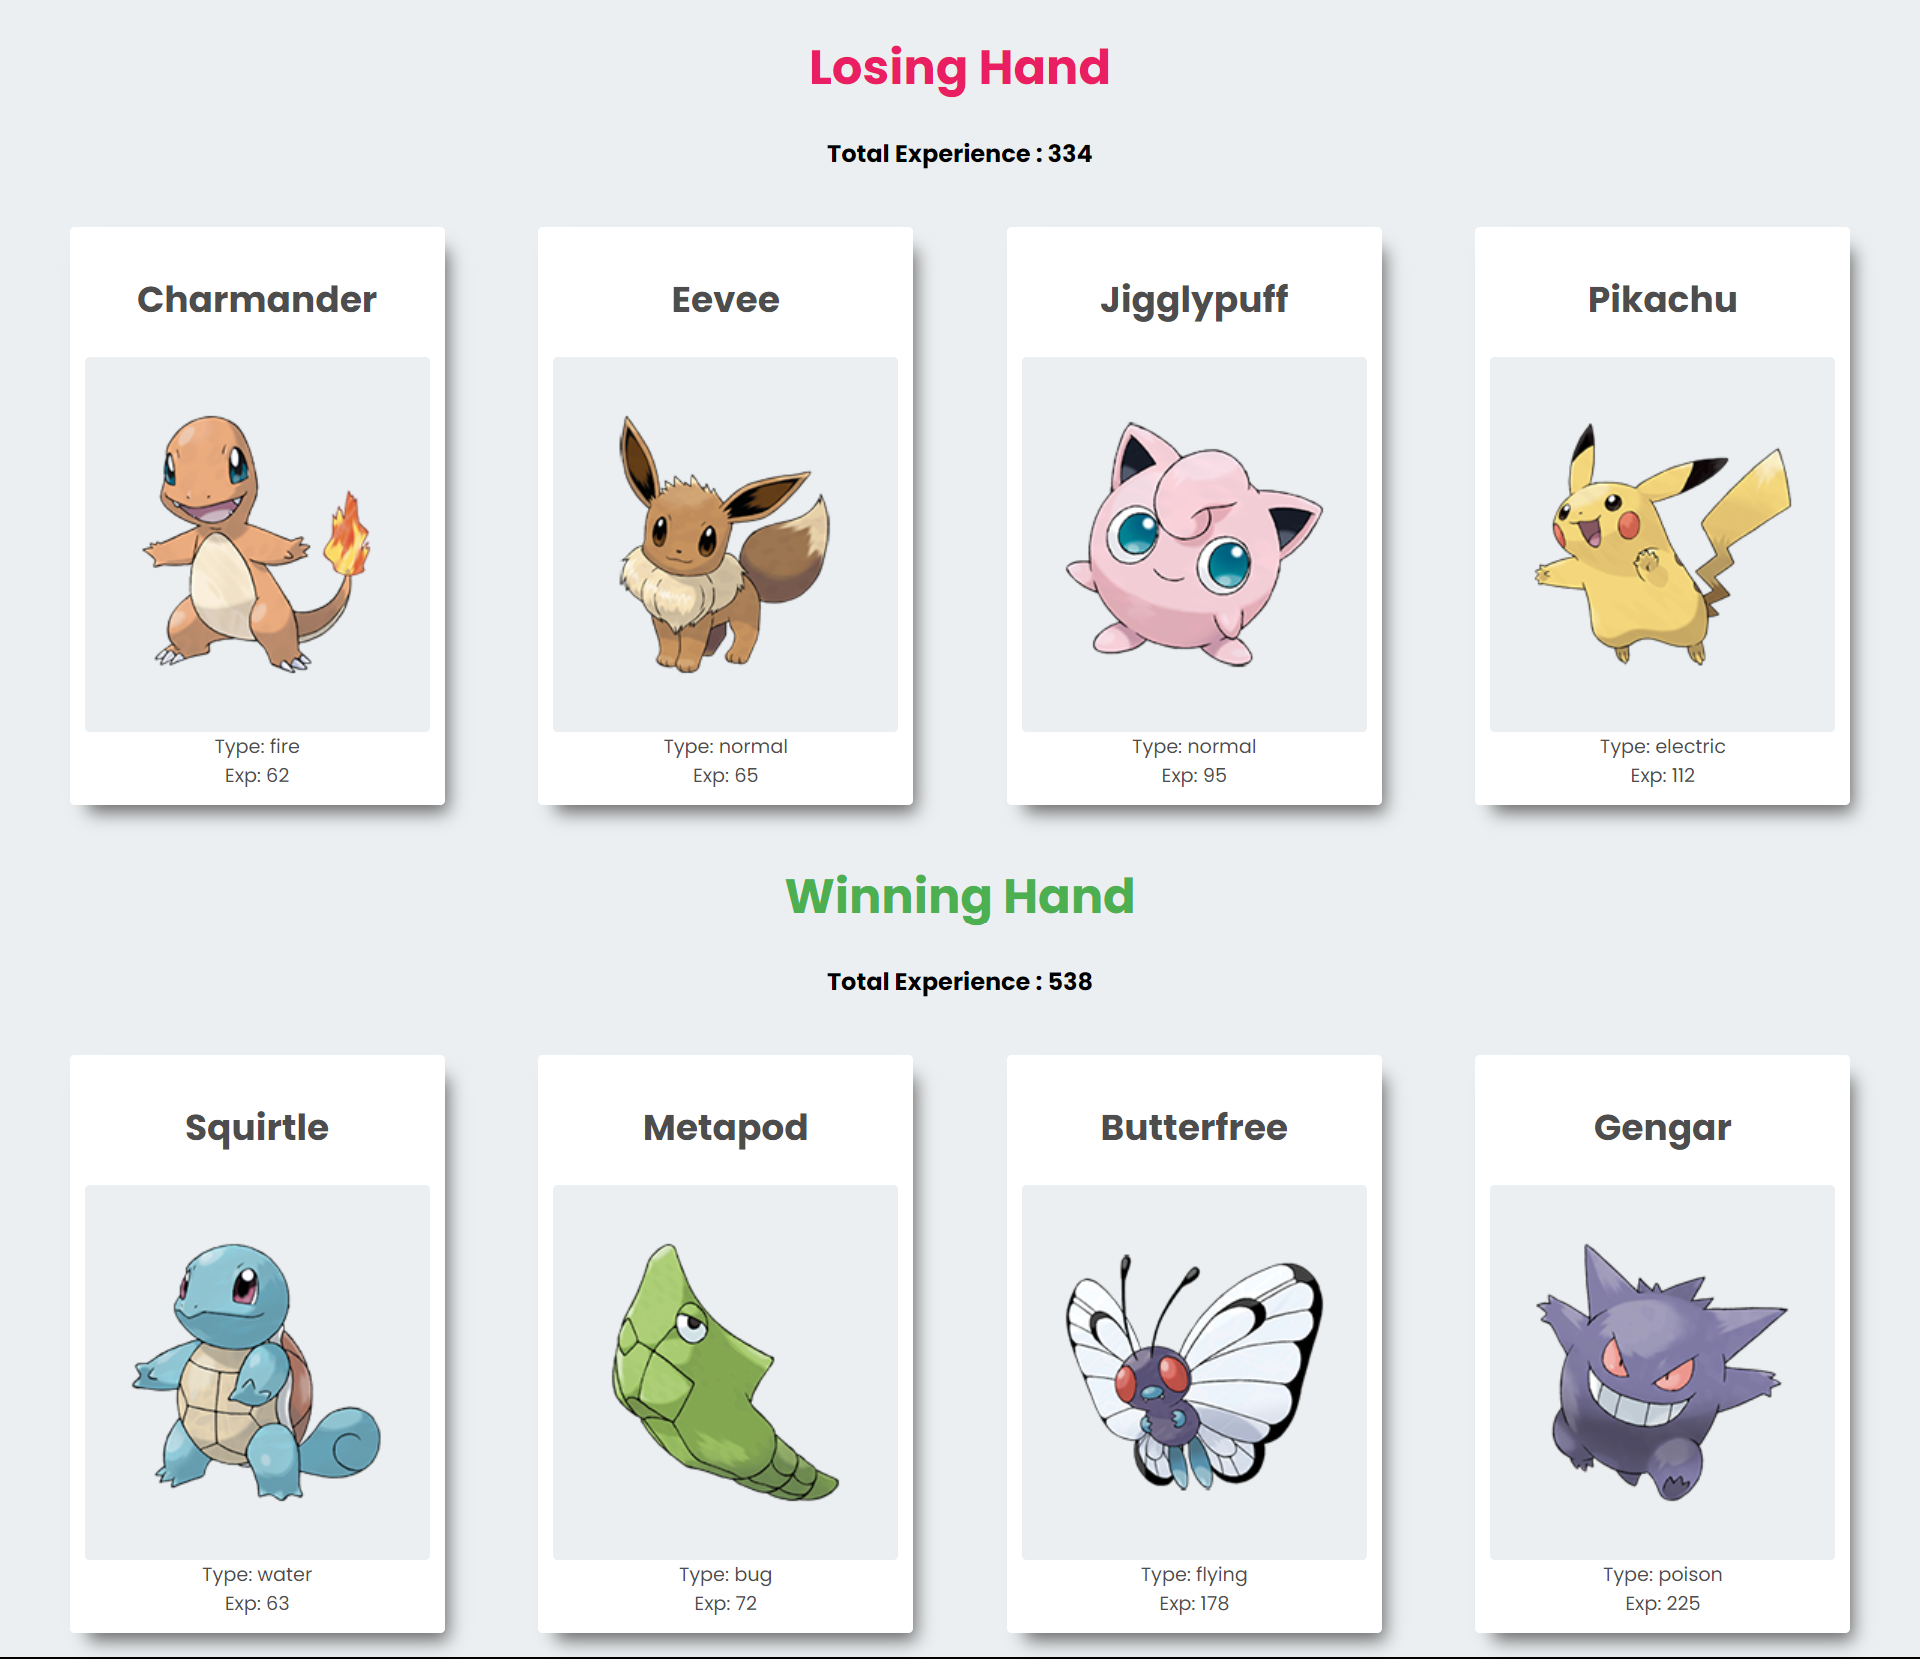 Losing Hand
Total Experience : 334
Charmander
Eevee
Jigglypuff
Pikachu
Type: fire
Exp: 62
Type: normal
Exp: 65
Type: normal
Exp: 95
Type: electric
Exp: 112
Winning Hand
Total Experience : 538
Squirtle
Metapod
Butterfree
Gengar
Type: water
Exp: 63
Type: bug
Exp: 72
Type: flying
Exp: 178
Type: poison
Exp: 225